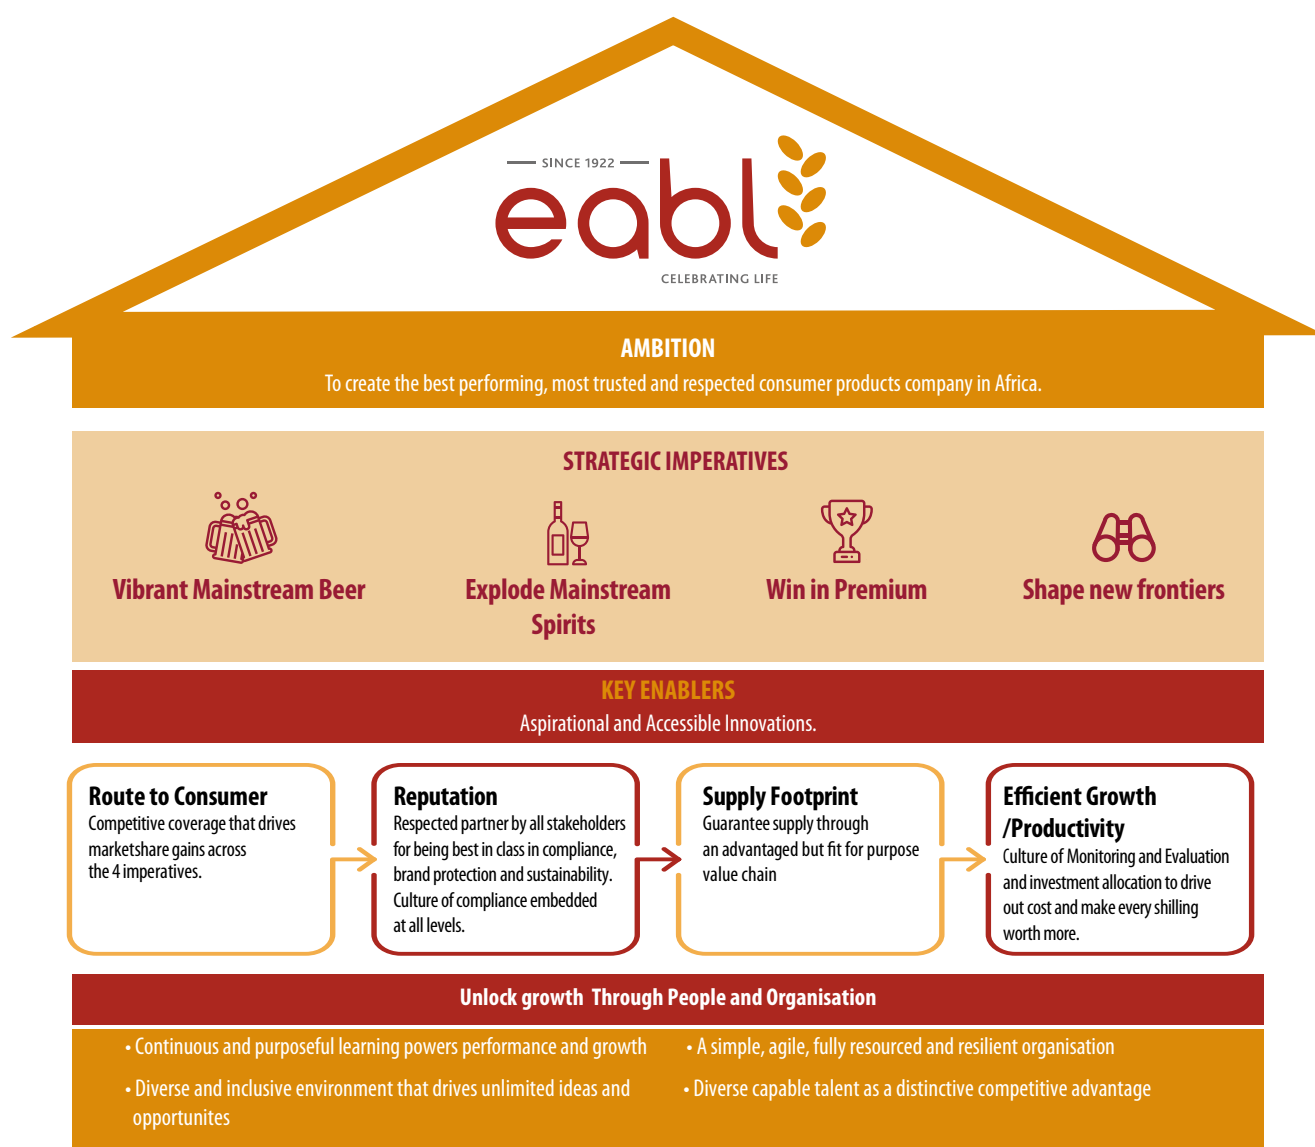 SINCE 1922
eabl
CELEBRATING LIFE
AMBITION
To create the best performing, most trusted and respected consumer products company in Africa.
STRATEGIC IMPERATIVES
Vibrant Mainstream Beer
Explode Mainstream
Spirits
Win in Premium
Shape new frontiers
KEY ENABLERS
Aspirational and Accessible Innovations.
Route to Consumer
Competitive coverage that drives
marketshare gains across
the 4 imperatives.
Reputation
Respected partner by all stakeholders
for being best in class in compliance,
brand protection and sustainability.
Culture of compliance embedded
at all levels.
Supply Footprint
Guarantee supply through
an advantaged but fit for purpose
value chain
Efficient Growth
/Productivity
Culture of Monitoring and Evaluation
and investment allocation to drive
out cost and make every shilling
worth more.
Unlock growth Through People and Organisation
• Continuous and purposeful learning powers performance and growth
• Diverse and inclusive environment that drives unlimited ideas and
opportunites
• A simple, agile, fully resourced and resilient organisation
• Diverse capable talent as a distinctive competitive advantage